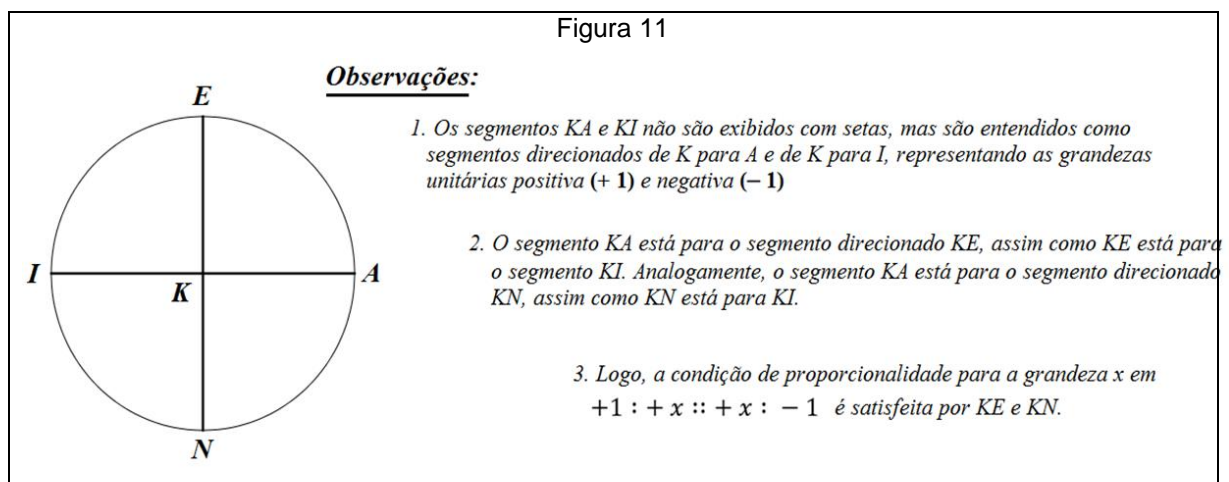 Figura 11
Observações:
E
I
K
A
N
1. Os segmentos KA e KI não são exibidos com setas, mas são entendidos como
segmentos direcionados de K para A e de K para I, representando as grandezas
unitárias positiva (+ 1) e negativa (− 1)
2. O segmento KA está para o segmento direcionado KE, assim como KE está para
o segmento KI. Analogamente, o segmento KA está para o segmento direcionado
KN, assim como KN está para KI.
3. Logo, a condição de proporcionalidade para a grandeza x em
+1 : + x :: + x : − 1 é satisfeita por KE e KN.